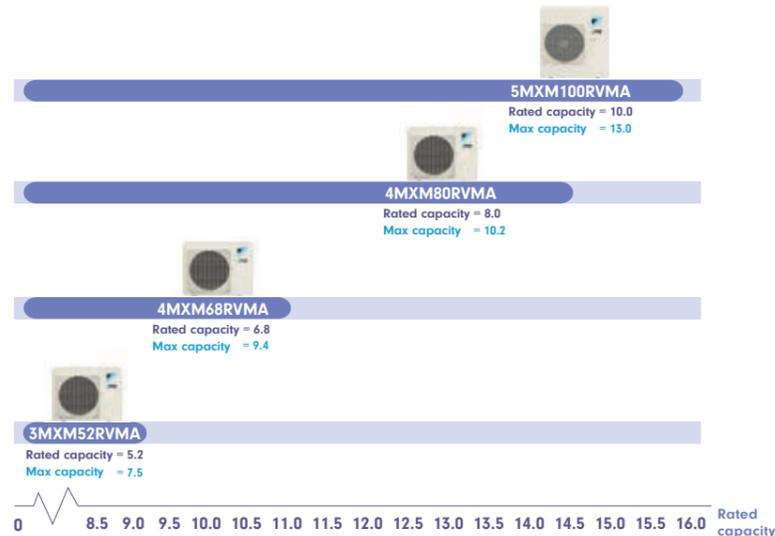 5MXM100RVMA
Rated capacity = 10.0
Max capacity = 13.0
4MXM80RVMA
Rated capacity = 8.0
Max capacity = 10.2
4MXM68RVMA
Rated capacity = 6.8
Max capacity = 9.4
3MXM52RVMA
Rated capacity = 5.2
Max capacity = 7.5
0 8.5 9.0 9.5 10.0 10.5 11.0 11.5 12.0 12.5 13.0 13.5 14.0 14.5 15.0 15.5 16.0 Rated
capacity